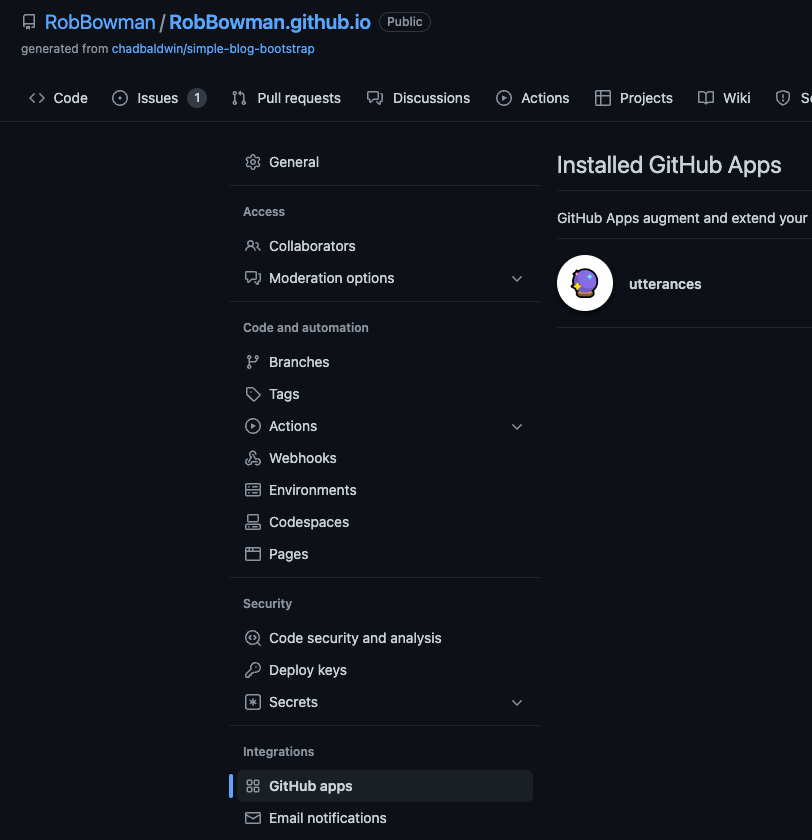 RobBowman / RobBowman.github.io Public
generated from chadbaldwin/simple-blog-bootstrap
Code Issues 1 Pull requests Discussions Actions Projects Wiki
General
Access
Collaborators
Moderation options
Code and automation
Branches
Tags
Actions
Webhooks
Environments
Codespaces
Pages
Security
Code security and analysis
Deploy keys
Secrets
Integrations
GitHub apps
Email notifications
Installed GitHub Apps
GitHub Apps augment and extend your
utterances